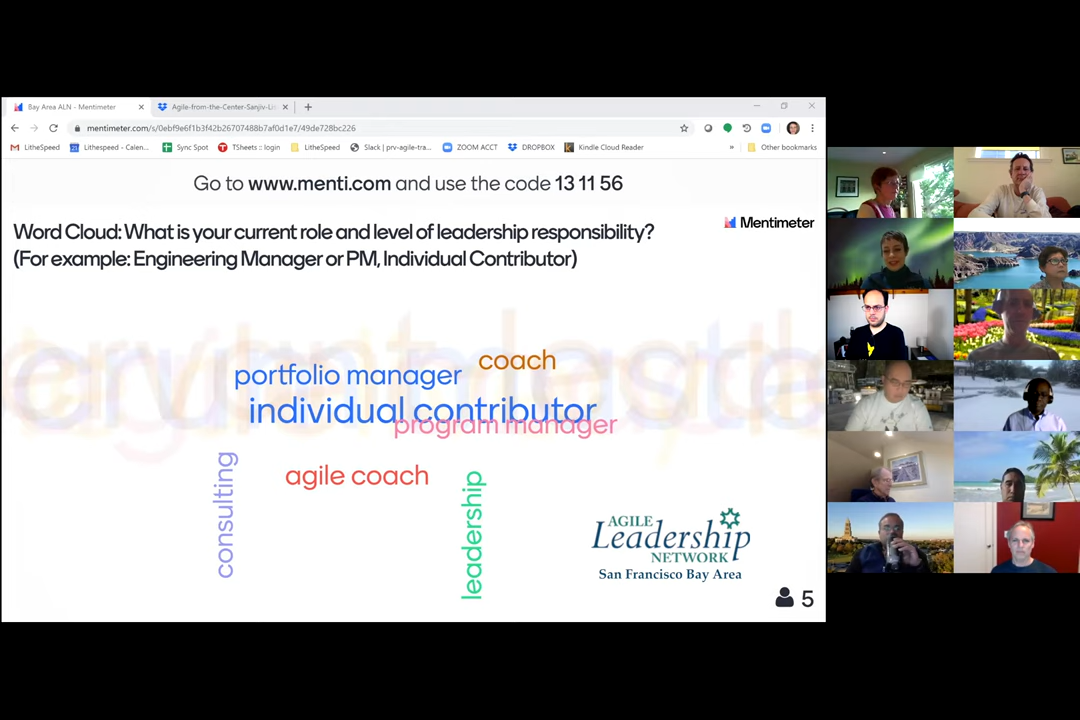 Bay Area ALN - Mentimeter
Agile-from-the-Center-Sanjiv-Li
mentimeter.com/s/0ebf9e6f1b3f42b26707488b7af0d1e7/49de728bc226
LitheSpeed
Lithespeed - Calen...
Sync Spot
TSheets :: login
LitheSpeed
Slack | prv-agile-tra...
ZOOM ACCT
DROPBOX
Kindle Cloud Reader
»
Other bookmarks
Go to www.menti.com and use the code 13 11 56
Word Cloud: What is your current role and level of leadership responsibility?
(For example: Engineering Manager or PM, Individual Contributor)
Mentimeter
coach
portfolio manager
individual contributor
program manager
consulting
agile coach
leadership
AGILE
Leadership
NETWORK
San Francisco Bay Area
5